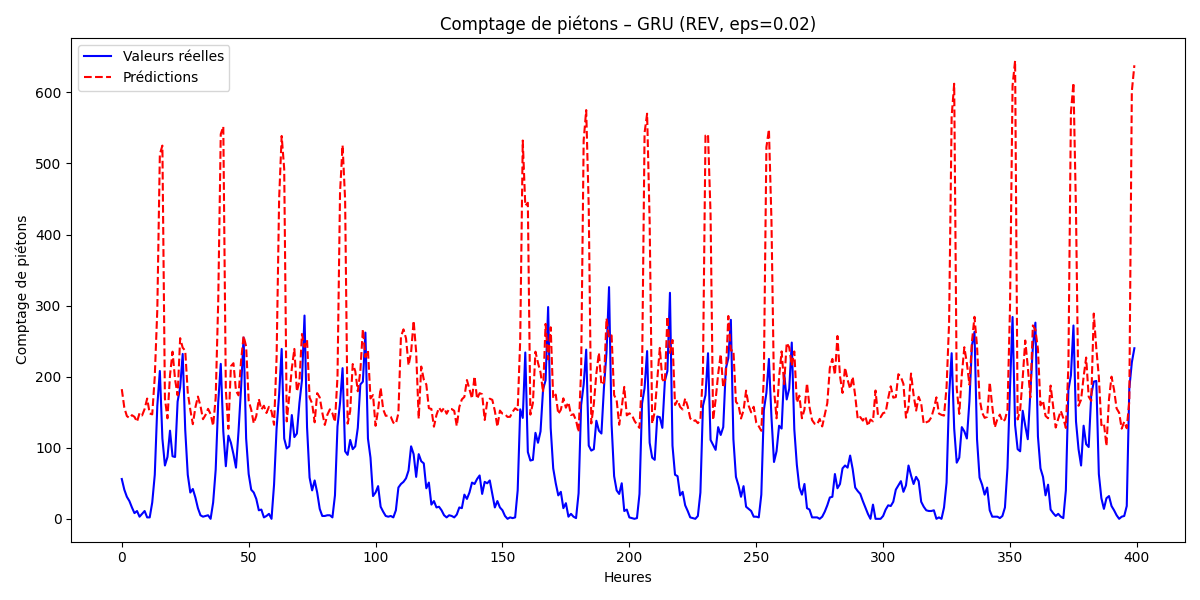 Comptage de piétons – GRU (REV, eps=0.02)
Valeurs réelles
Prédictions
Comptage de piétons
600
500
400
300
200
100
0
0 50 100 150 200 250 300 350 400
Heures